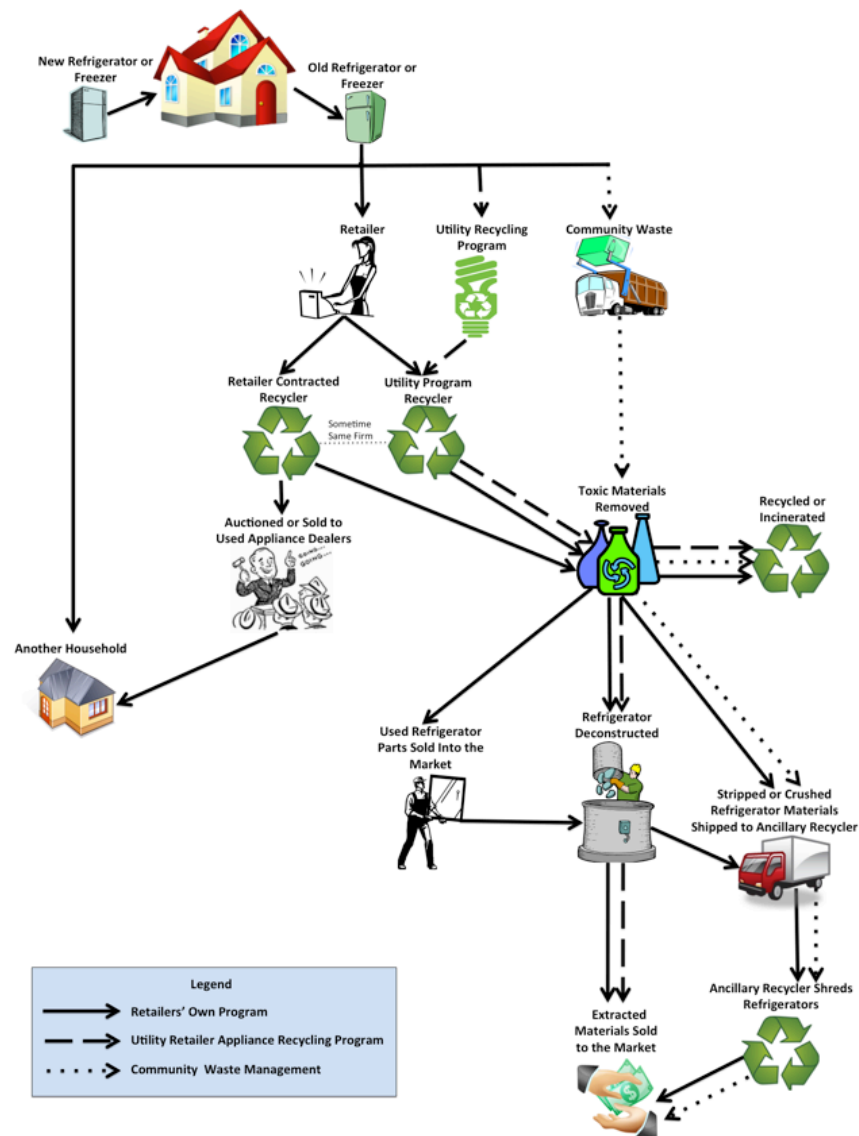 New Refrigerator or
Freezer
Old Refrigerator or
Freezer
Retailer
Utility Recycling
Program
Community Waste
Retailer Contracted
Recycler
Utility Program
Recycler
Sometime
Same Firm
Toxic Materials
Removed
Recycled or
Incinerated
Auctioned or Sold to
Used Appliance Dealers
GOING...
GOING...
Another Household
Used Refrigerator
Parts Sold Into the
Market
Refrigerator
Deconstructed
Stripped or Crushed
Refrigerator Materials
Shipped to Ancillary Recycler
Legend
Retailers' Own Program
Utility Retailer Appliance Recycling Program
Community Waste Management
Extracted
Materials Sold
to the Market
Ancillary Recycler Shreds
Refrigerators